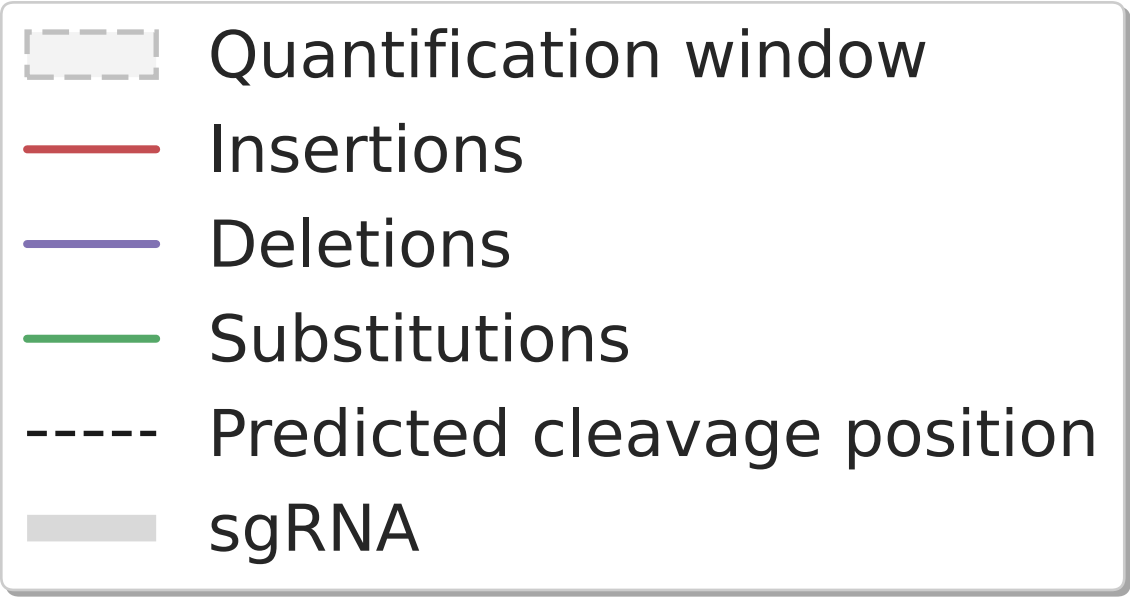 Quantification window
Insertions
Deletions
Substitutions
Predicted cleavage position
sgRNA